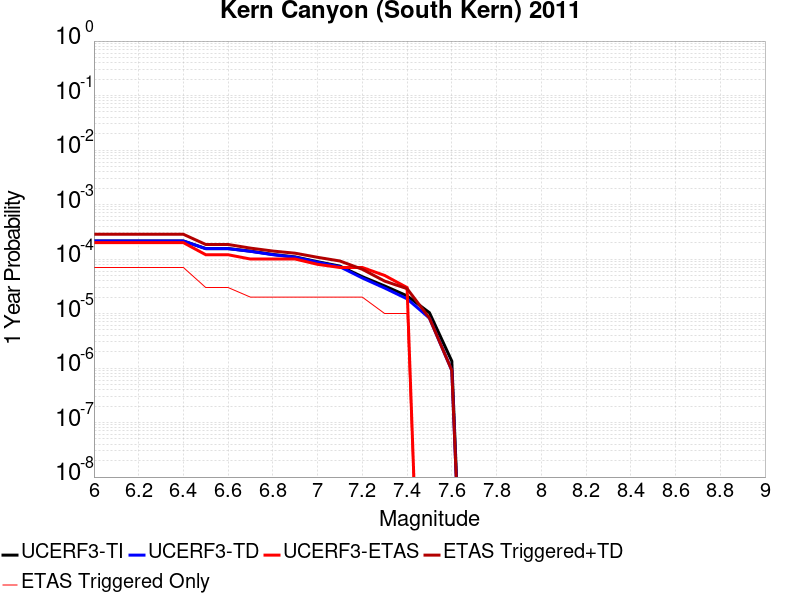 Kern Canyon (South Kern) 2011
1 Year Probability
10^0
10^-1
10^-2
10^-3
10^-4
10^-5
10^-6
10^-7
10^-8
6 6.2 6.4 6.6 6.8 7 7.2 7.4 7.6 7.8 8 8.2 8.4 8.6 8.8 9
Magnitude
UCERF3-TI UCERF3-TD UCERF3-ETAS ETAS Triggered+TD
ETAS Triggered Only